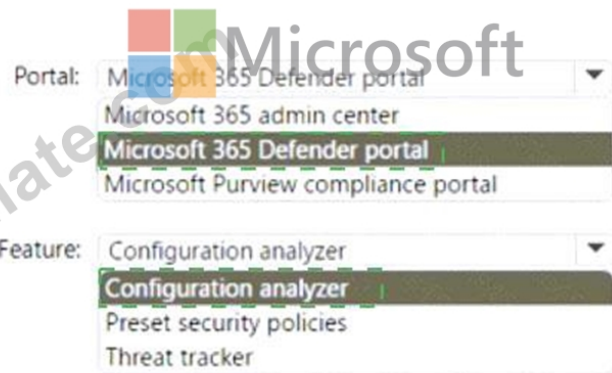 Microsoft
Portal: Microsoft 365 Defender portal
Microsoft 365 admin center
Microsoft 365 Defender portal
Microsoft Purview compliance portal
Feature: Configuration analyzer
Configuration analyzer
Preset security policies
Threat tracker